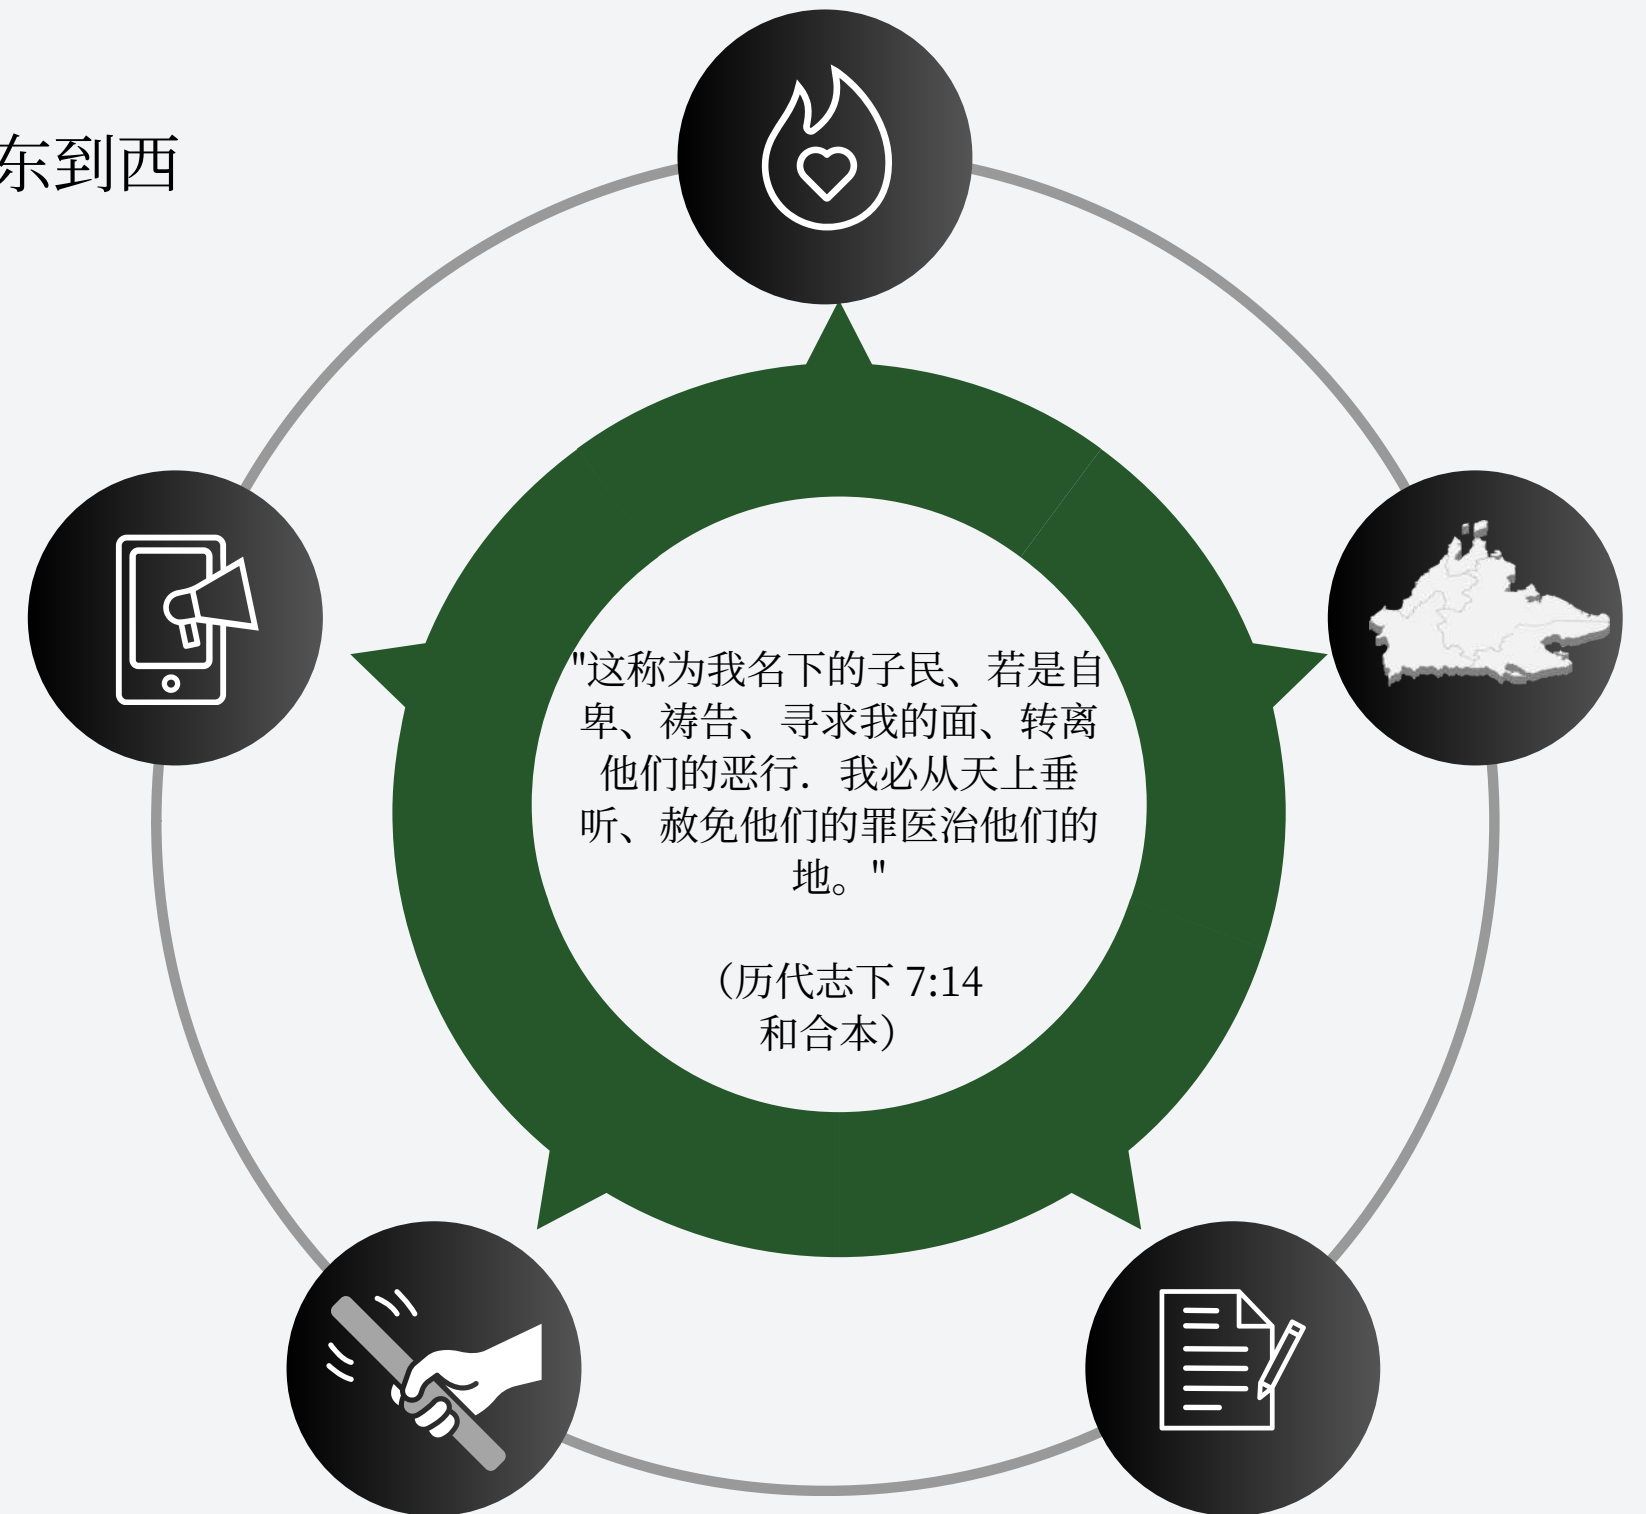 东到西
"这称为我名下的子民、若是自
卑、祷告、寻求我的面、转离
他们的恶行．我必从天上垂
听、赦免他们的罪医治他们的
地。"
（历代志下 7:14
和合本）